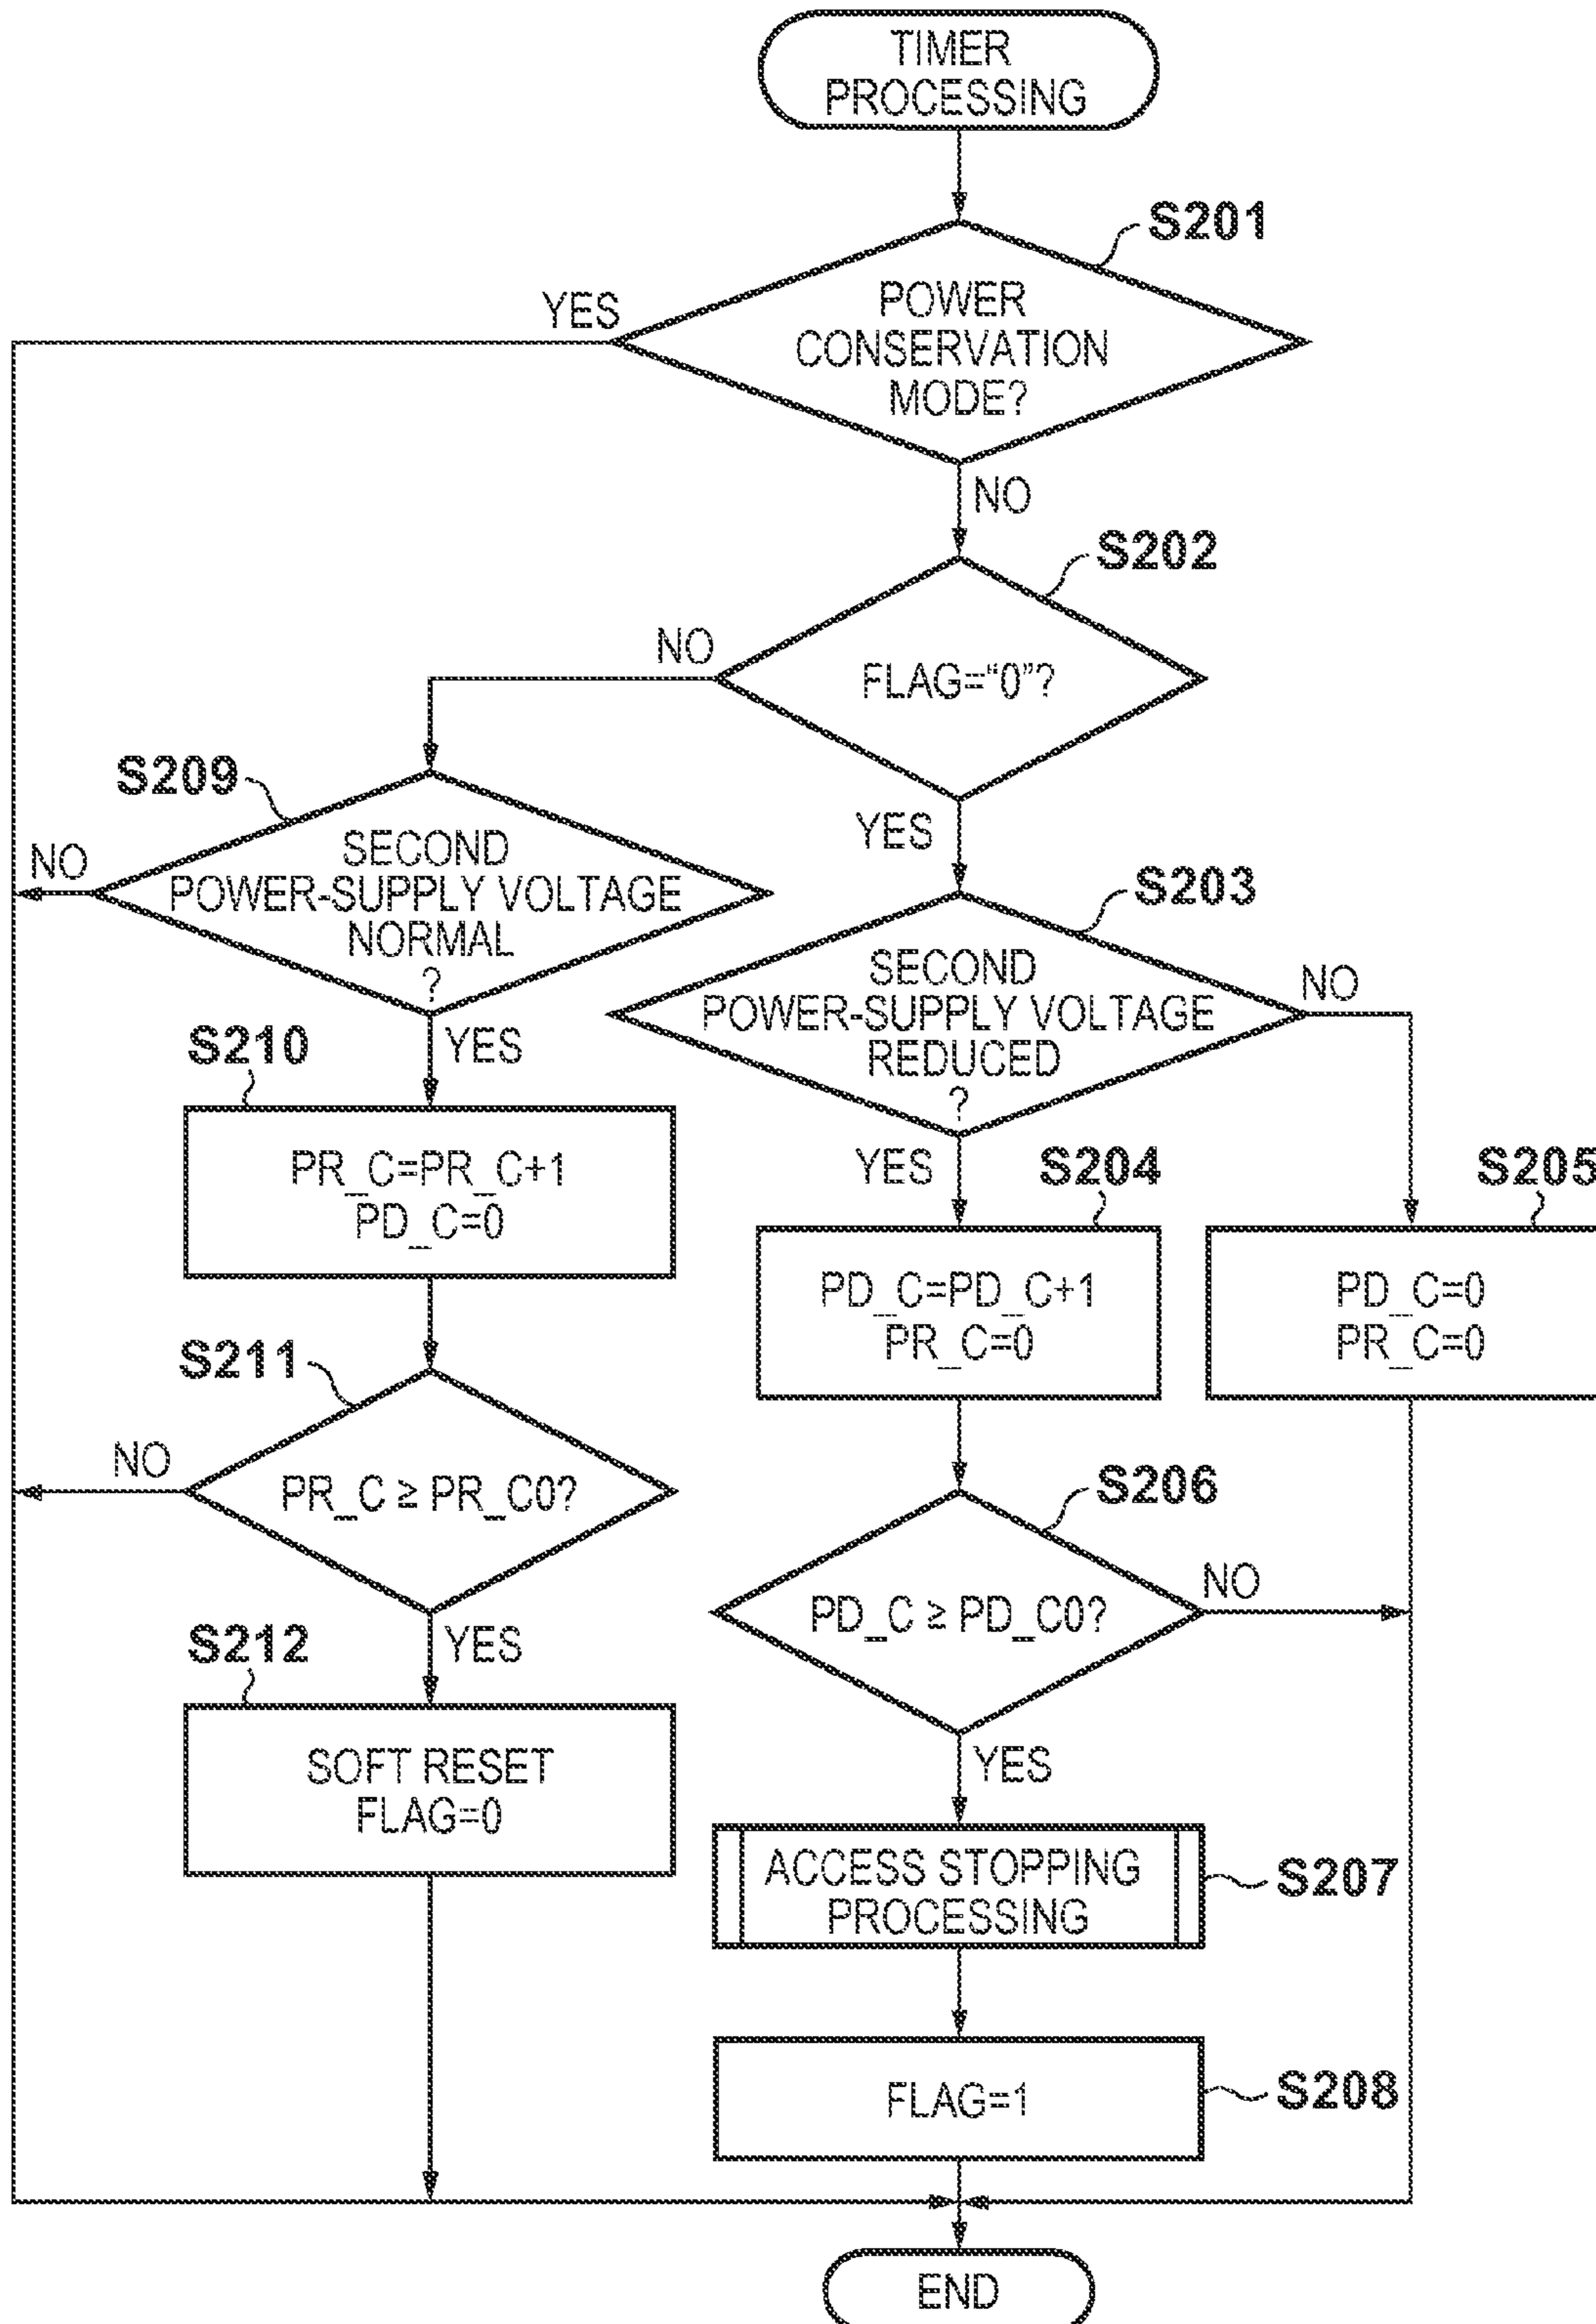 TIMER
PROCESSING
S201
YES
POWER
CONSERVATION
MODE?
NO
S202
NO
FLAG=“0”?
S209
YES
NO
SECOND
POWER-SUPPLY VOLTAGE
NORMAL
?
S203
SECOND
POWER-SUPPLY VOLTAGE
REDUCED
?
NO
S210
YES
PR_C=PR_C+1
PD_C=0
YES
S204
S205
PD_C=PD_C+1
PR_C=0
PD_C=0
PR_C=0
S211
NO
PR_C ≥ PR_C0?
S206
NO
PD_C ≥ PD_C0?
S212
YES
SOFT RESET
FLAG=0
YES
ACCESS STOPPING
PROCESSING
S207
FLAG=1
S208
END